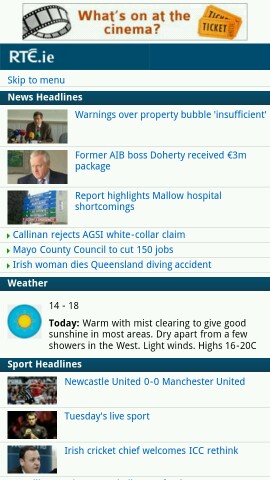 What's on at the
cinema?
Tickets
TICKET
RTÉ.ie
Skip to menu
News Headlines
Warnings over property bubble 'insufficient'
Former AIB boss Doherty received €3m
package
Report highlights Mallow hospital
shortcomings
Callinan rejects AGSI white-collar claim
Mayo County Council to cut 150 jobs
Irish woman dies Queensland diving accident
Weather
14 - 18
Today: Warm with mist clearing to give good
sunshine in most areas. Dry apart from a few
showers in the West. Light winds. Highs 16-20C
Sport Headlines
Newcastle United 0-0 Manchester United
Tuesday's live sport
Irish cricket chief welcomes ICC rethink